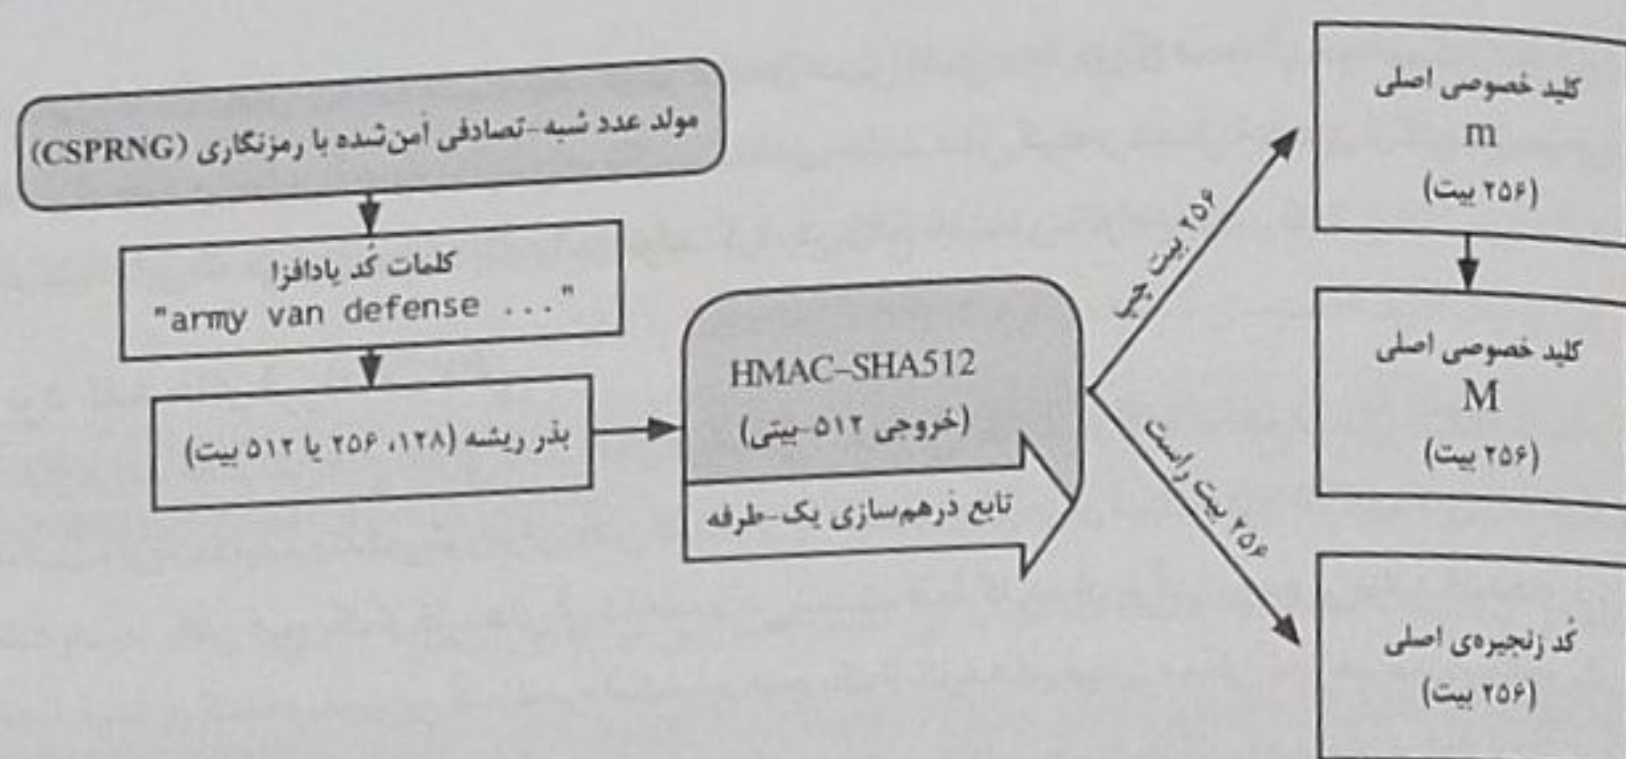 مولد عدد شبه-تصادفی اَمن‌شده با رمزنگاری (CSPRNG)
کلمات کُد یادافزا
"army van defense ..."
بذر ریشه (۱۲۸، ۲۵۶ یا ۵۱۲ بیت)
HMAC–SHA512
(خروجی ۵۱۲-بیتی)
تابع دَرهم‌سازی یک-طرفه
۲۵۶ بیت چپ
۲۵۶ بیت راست
کلید خصوصی اصلی
m
(۲۵۶ بیت)
کلید خصوصی اصلی
M
(۲۵۶ بیت)
کُد زنجیره‌ی اصلی
(۲۵۶ بیت)